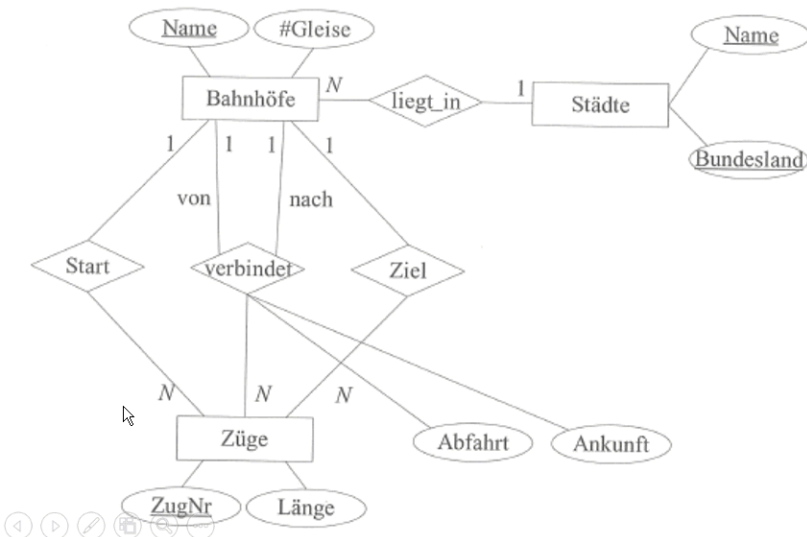 Name
#Gleise
Name
Bahnhöfe
N
liegt_in
1
Städte
1
1
1
1
Bundesland
von
nach
Start
verbindet
Ziel
N
N
N
Züge
Abfahrt
Ankunft
ZugNr
Länge